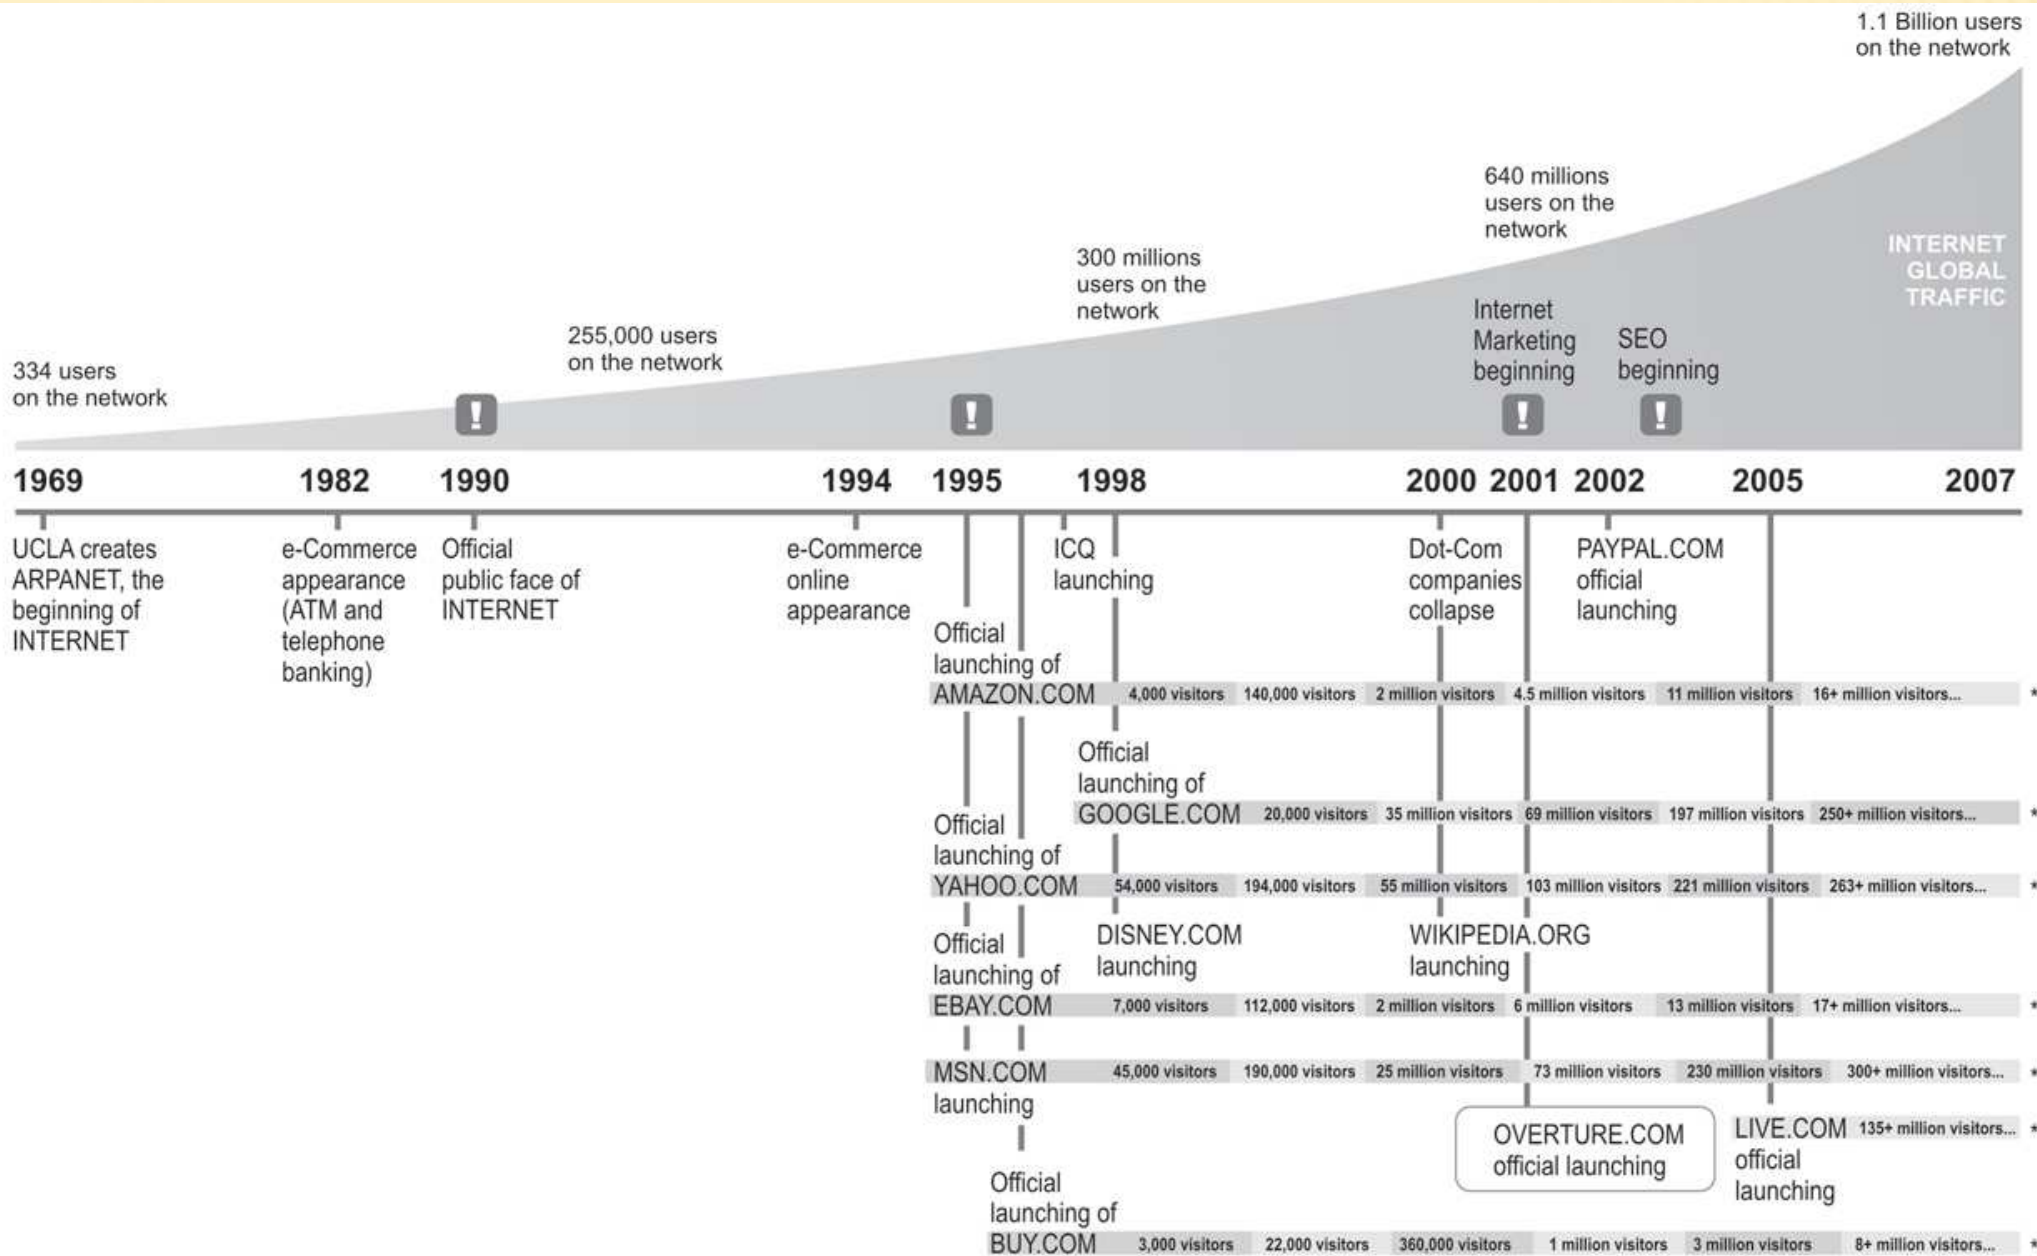 1.1 Billion users
on the network
640 millions
users on the
network
300 millions
users on the
network
255,000 users
on the network
334 users
on the network
INTERNET
GLOBAL
TRAFFIC
Internet
Marketing
beginning
SEO
beginning
!
!
!
!
1969 1982 1990 1994 1995 1998 2000 2001 2002 2005 2007
UCLA creates
ARPANET, the
beginning of
INTERNET
e-Commerce
appearance
(ATM and
telephone
banking)
Official
public face of
INTERNET
e-Commerce
online
appearance
ICQ
launching
Dot-Com
companies
collapse
PAYPAL.COM
official
launching
Official
launching of
AMAZON.COM 4,000 visitors 140,000 visitors 2 million visitors 4.5 million visitors 11 million visitors 16+ million visitors... *
Official
launching of
GOOGLE.COM 20,000 visitors 35 million visitors 69 million visitors 197 million visitors 250+ million visitors... *
Official
launching of
YAHOO.COM 54,000 visitors 194,000 visitors 55 million visitors 103 million visitors 221 million visitors 263+ million visitors... *
DISNEY.COM
launching
WIKIPEDIA.ORG
launching
Official
launching of
EBAY.COM 7,000 visitors 112,000 visitors 2 million visitors 6 million visitors 13 million visitors 17+ million visitors... *
MSN.COM 45,000 visitors 190,000 visitors 25 million visitors 73 million visitors 230 million visitors 300+ million visitors... *
launching
OVERTURE.COM
official launching
LIVE.COM 135+ million visitors... *
official
launching
Official
launching of
BUY.COM 3,000 visitors 22,000 visitors 360,000 visitors 1 million visitors 3 million visitors 8+ million visitors... *